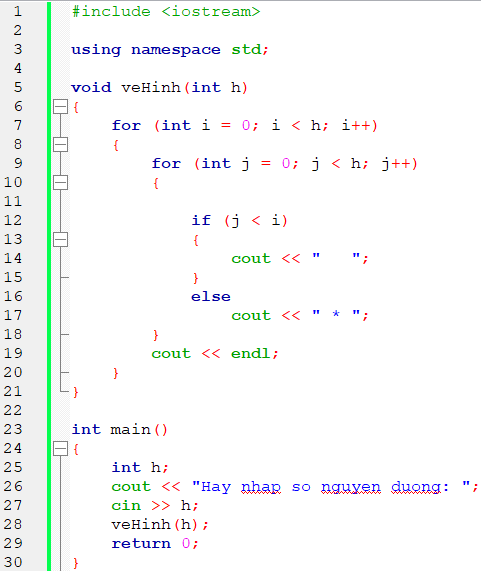 1 #include <iostream>
2
3 using namespace std;
4
5 void veHinh(int h)
6 {
7     for (int i = 0; i < h; i++)
8     {
9         for (int j = 0; j < h; j++)
10         {
11
12             if (j < i)
13             {
14                 cout << "   ";
15             }
16             else
17                 cout << " * ";
18         }
19         cout << endl;
20     }
21 }
22
23 int main()
24 {
25     int h;
26     cout << "Hay nhap so nguyen duong: ";
27     cin >> h;
28     veHinh(h);
29     return 0;
30 }